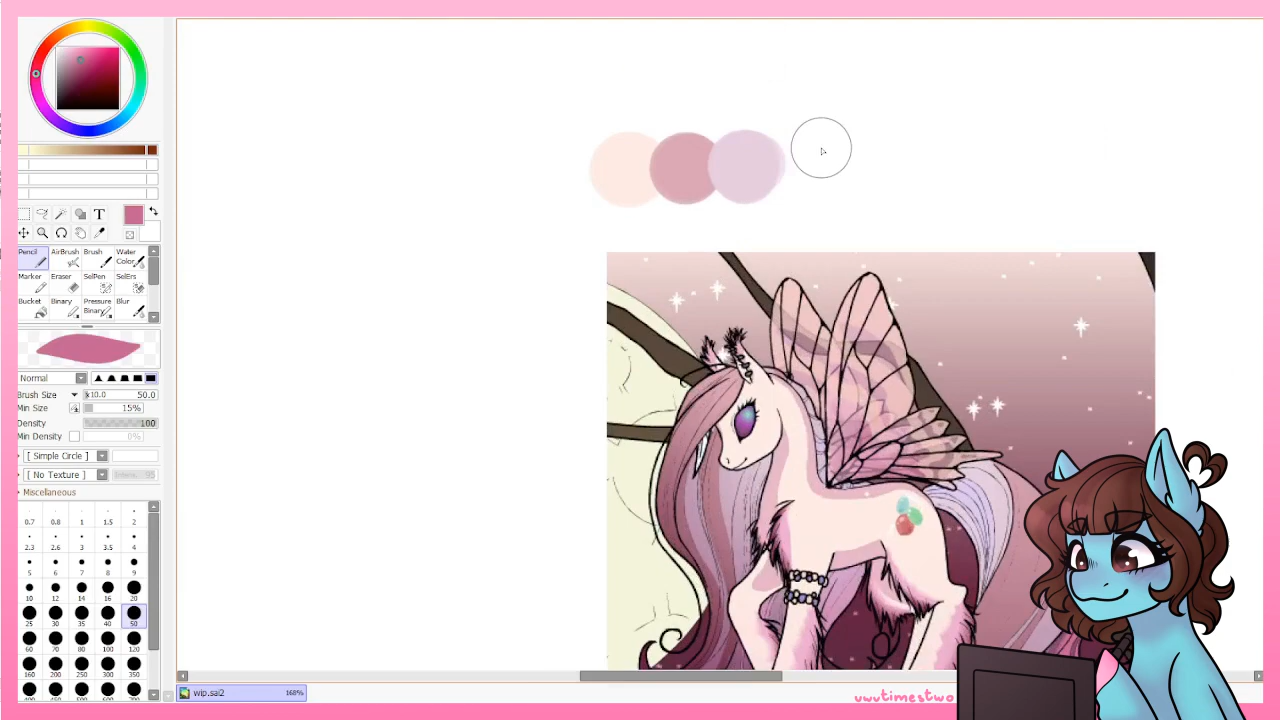 T
Pencil AirBrush Brush Water Color
Marker Eraser SelPen SelErs
Bucket Binary Pressure Binary Blur
Normal
Brush Size x10.0 50.0
Min Size 15%
Density 100
Min Density 0%
[ Simple Circle ]
[ No Texture ] 95
Miscellaneous
0.7 0.8 1 1.5 2
2.3 2.6 3 3.5 4
5 6 7 8 9
10 12 14 16 20
25 30 35 40 50
60 70 80 100 120
160 200 250 300 350
wip.sai2 168%
uwutimestwo